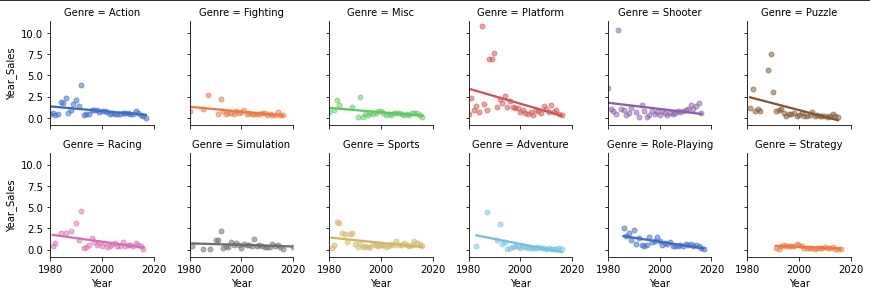 Genre = Action Genre = Fighting Genre = Misc Genre = Platform Genre = Shooter Genre = Puzzle
10.0
7.5
5.0
2.5
0.0
Year_Sales
Genre = Racing Genre = Simulation Genre = Sports Genre = Adventure Genre = Role-Playing Genre = Strategy
10.0
7.5
5.0
2.5
0.0
Year_Sales
1980 2000 2020 1980 2000 2020 1980 2000 2020 1980 2000 2020 1980 2000 2020 1980 2000 2020
Year Year Year Year Year Year